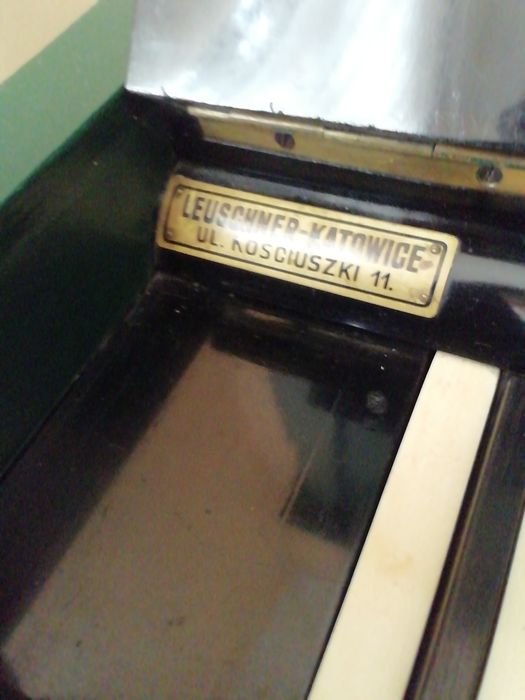 LEUSCHNER-KATOWICE
UL. KOSCIUSZKI 11.